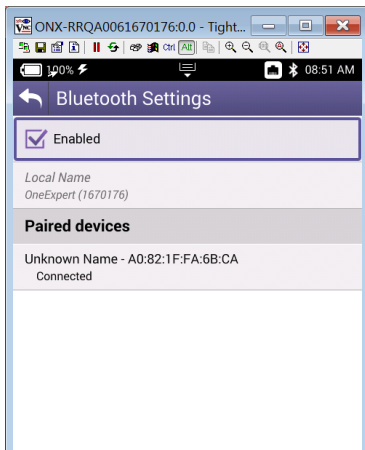 ONX-RRQA0061670176:0.0 - Tight...
Ctrl Alt
100% 08:51 AM
Bluetooth Settings
Enabled
Local Name
OneExpert (1670176)
Paired devices
Unknown Name - A0:82:1F:FA:6B:CA
Connected